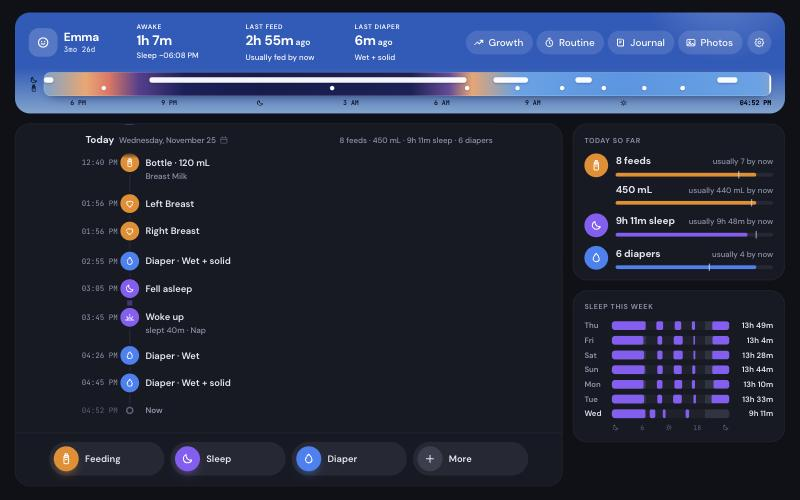 Emma
3mo 26d
AWAKE
1h 7m
Sleep ~06:08 PM
LAST FEED
2h 55m ago
Usually fed by now
LAST DIAPER
6m ago
Wet + solid
Growth
Routine
Journal
Photos
6 PM
9 PM
3 AM
6 AM
9 AM
04:52 PM
Today Wednesday, November 25
8 feeds · 450 mL · 9h 11m sleep · 6 diapers
12:40 PM Bottle · 120 mL
Breast Milk
01:56 PM Left Breast
01:56 PM Right Breast
02:55 PM Diaper · Wet + solid
03:05 PM Fell asleep
03:45 PM Woke up
slept 40m · Nap
04:26 PM Diaper · Wet
04:45 PM Diaper · Wet + solid
04:52 PM Now
Feeding
Sleep
Diaper
More
TODAY SO FAR
8 feeds usually 7 by now
450 mL usually 440 mL by now
9h 11m sleep usually 9h 48m by now
6 diapers usually 4 by now
SLEEP THIS WEEK
Thu 13h 49m
Fri 13h 4m
Sat 13h 28m
Sun 13h 44m
Mon 13h 10m
Tue 13h 33m
Wed 9h 11m
6 18